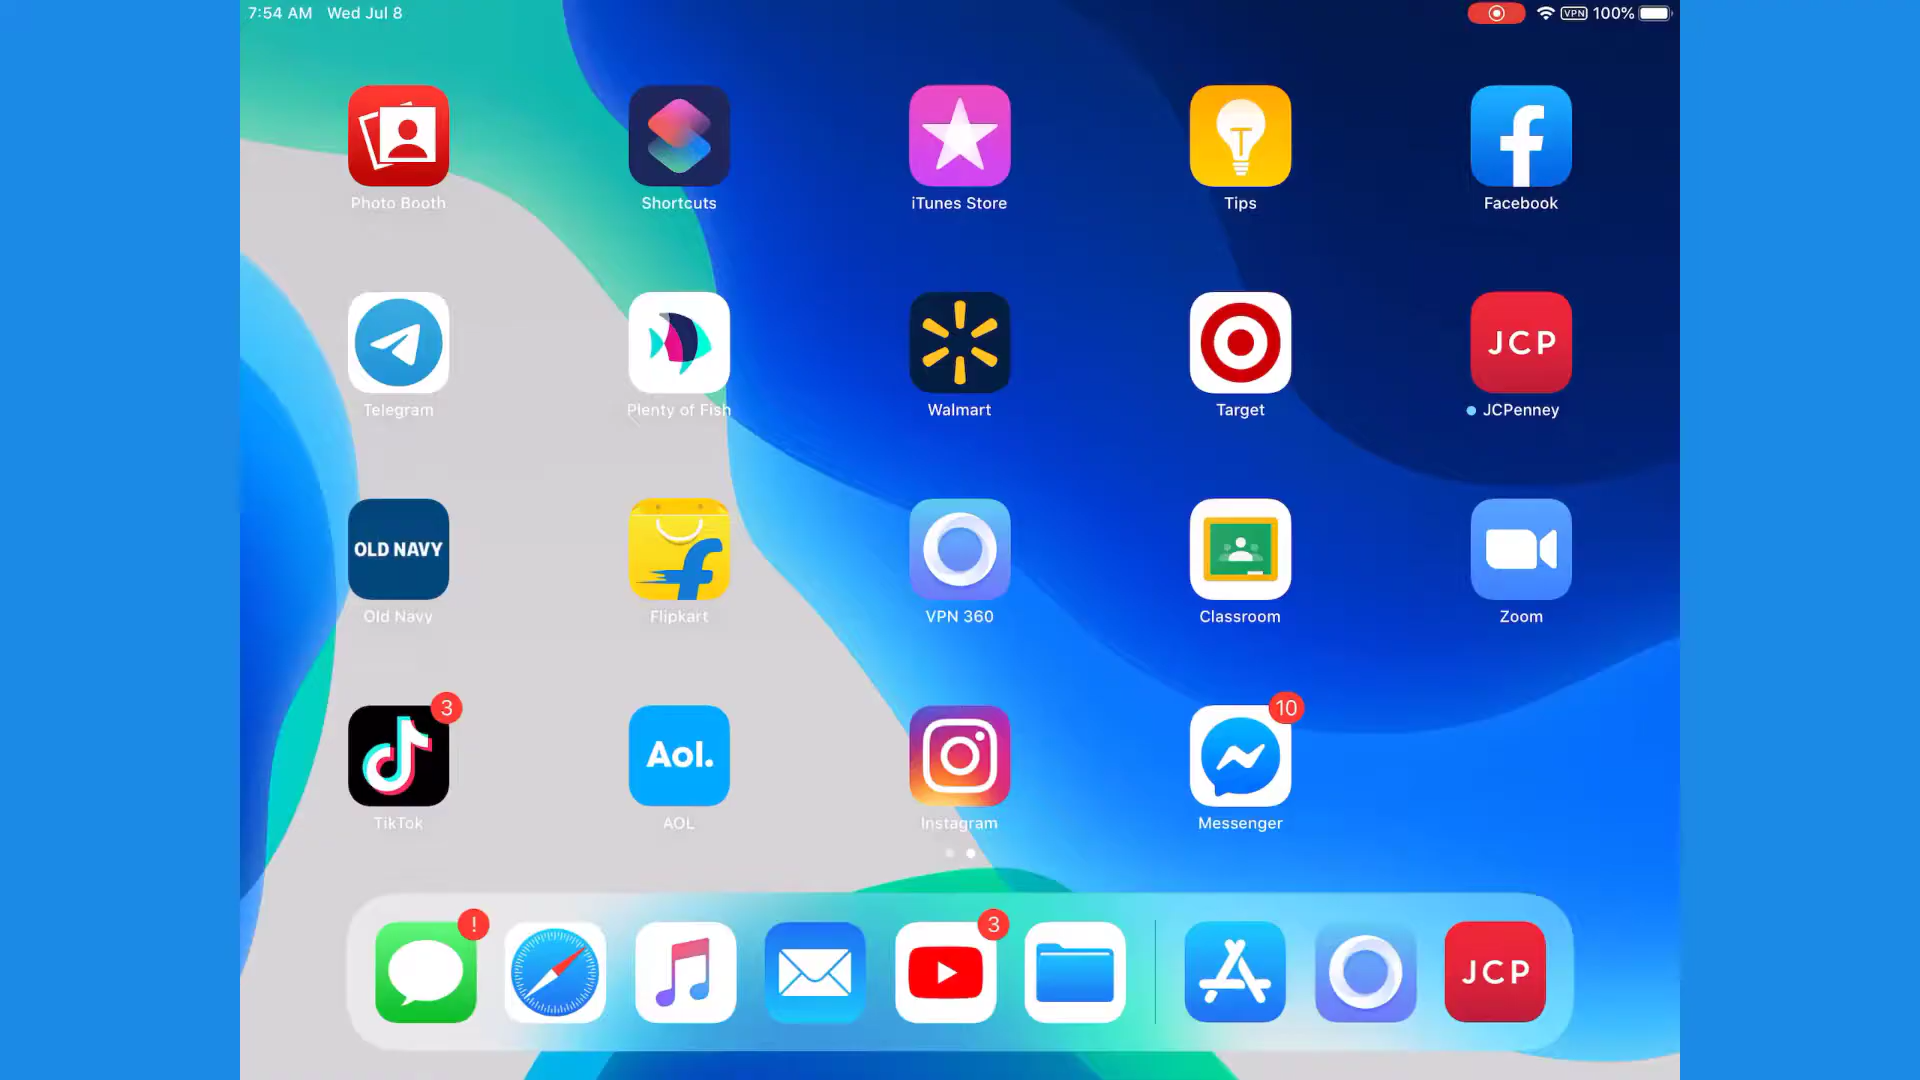 7:54 AM Wed Jul 8
VPN 100%
Photo Booth
Shortcuts
iTunes Store
T
Tips
Facebook
Telegram
Plenty of Fish
Walmart
Target
JCP
JCPenney
OLD NAVY
Old Navy
Flipkart
VPN 360
Classroom
Zoom
3
TikTok
Aol.
AOL
Instagram
10
Messenger
!
3
JCP